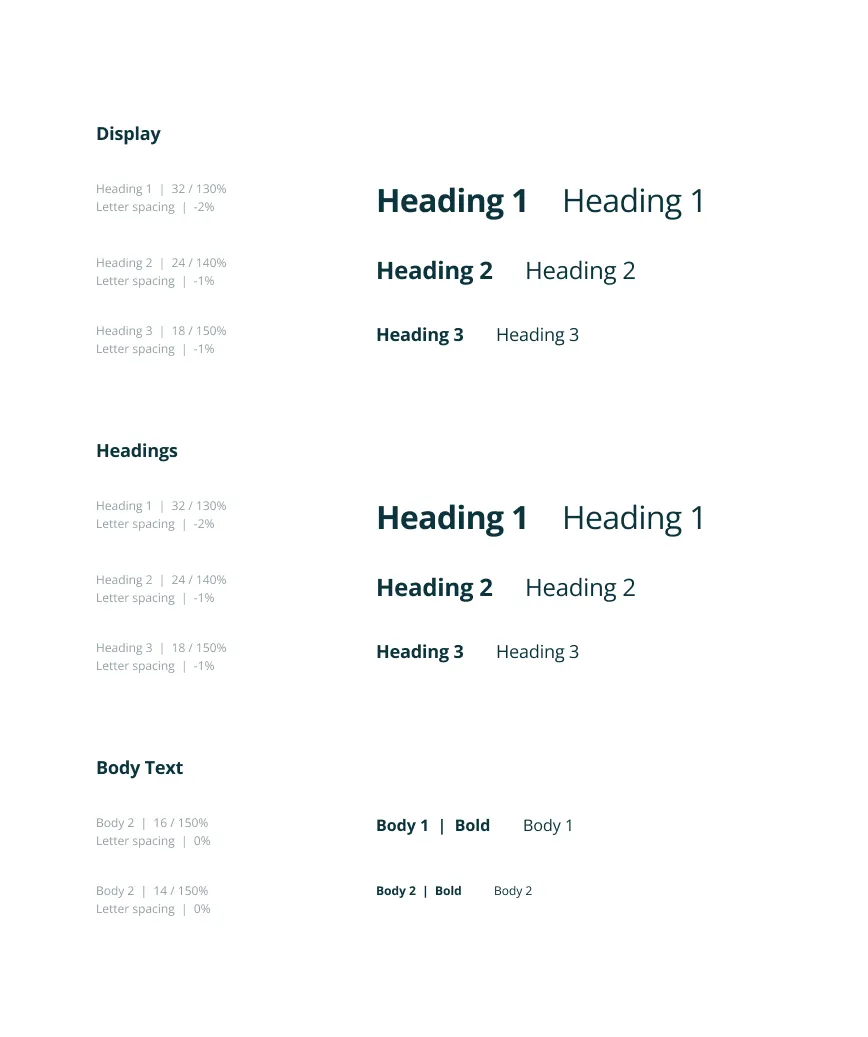 Display
Heading 1 | 32 / 130%
Letter spacing | -2%
Heading 1 Heading 1
Heading 2 | 24 / 140%
Letter spacing | -1%
Heading 2 Heading 2
Heading 3 | 18 / 150%
Letter spacing | -1%
Heading 3 Heading 3
Headings
Heading 1 | 32 / 130%
Letter spacing | -2%
Heading 1 Heading 1
Heading 2 | 24 / 140%
Letter spacing | -1%
Heading 2 Heading 2
Heading 3 | 18 / 150%
Letter spacing | -1%
Heading 3 Heading 3
Body Text
Body 2 | 16 / 150%
Letter spacing | 0%
Body 1 | Bold Body 1
Body 2 | 14 / 150%
Letter spacing | 0%
Body 2 | Bold Body 2